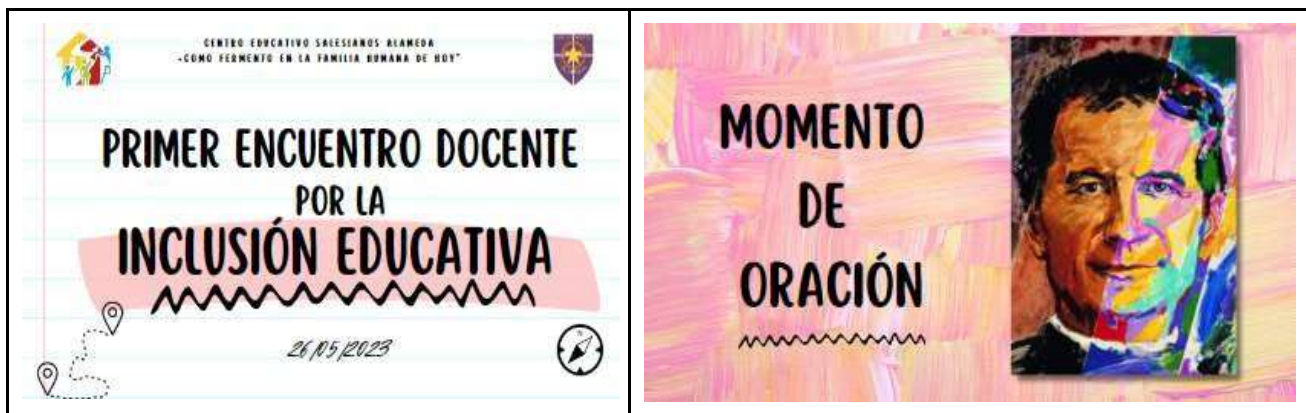 CENTRO EDUCATIVO SALESIANOS ALAMEDA
"COMO FERMENTO EN LA FAMILIA HUMANA DE HOY"
PRIMER ENCUENTRO DOCENTE
POR LA
INCLUSIÓN EDUCATIVA
26/05/2023
MOMENTO
DE
ORACIÓN